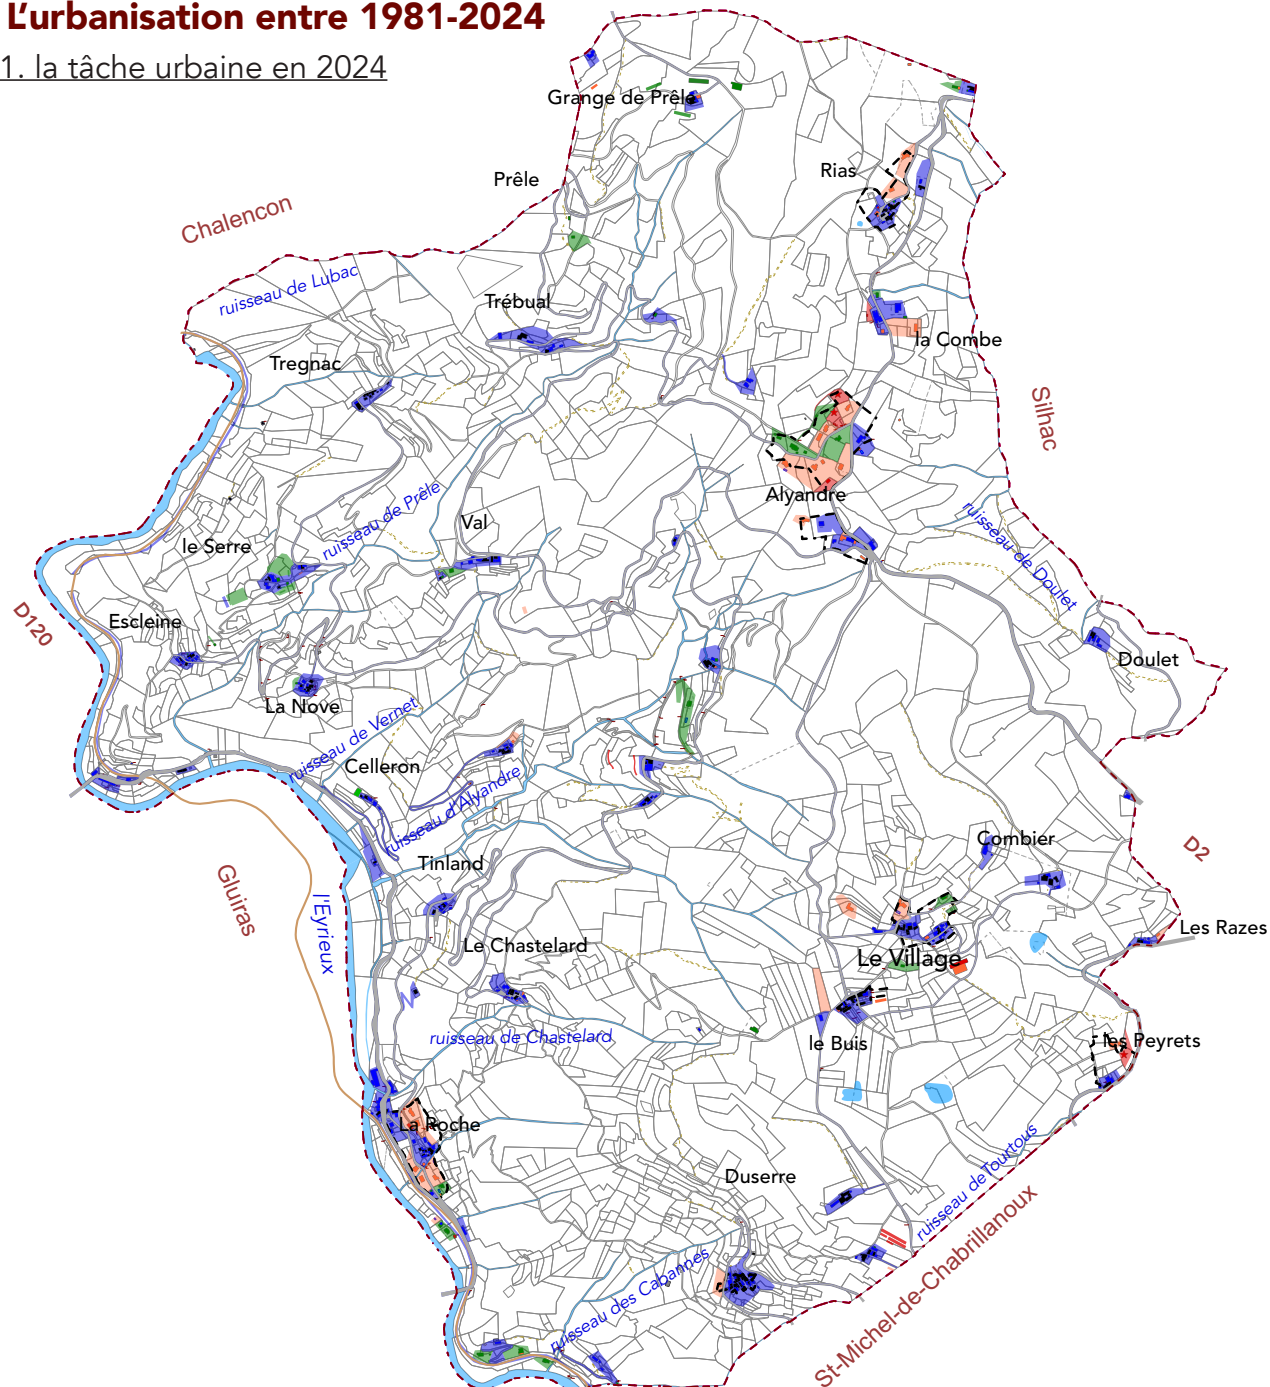 L'urbanisation entre 1981-2024
1. la tâche urbaine en 2024
Grange de Prêle
Rias
Prêle
Chalencon
ruisseau de Lubac
Trébual
la Combe
Tregnac
Silhac
Alyandre
ruisseau de Prêle
Val
ruisseau de Doulet
le Serre
D120
Escleine
Doulet
La Nove
ruisseau de Vernet
Celleron
ruisseau d'Alyandre
Combier
D2
Tinland
Gluiras
l'Eyrieux
Les Razes
Le Chastelard
Le Village
ruisseau de Chastelard
le Buis
les Peyrets
La Roche
Duserre
ruisseau deTourtous
ruisseau des Cabannes
St-Michel-de-Chabrillanoux